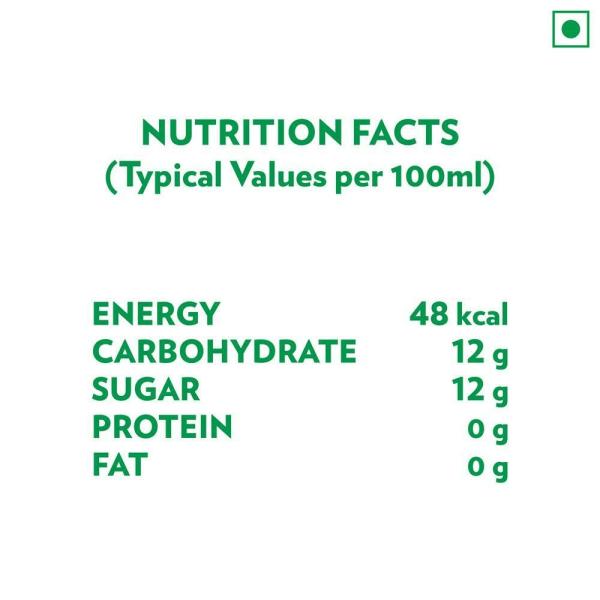 NUTRITION FACTS
(Typical Values per 100ml)
ENERGY 48 kcal
CARBOHYDRATE 12 g
SUGAR 12 g
PROTEIN 0 g
FAT 0 g